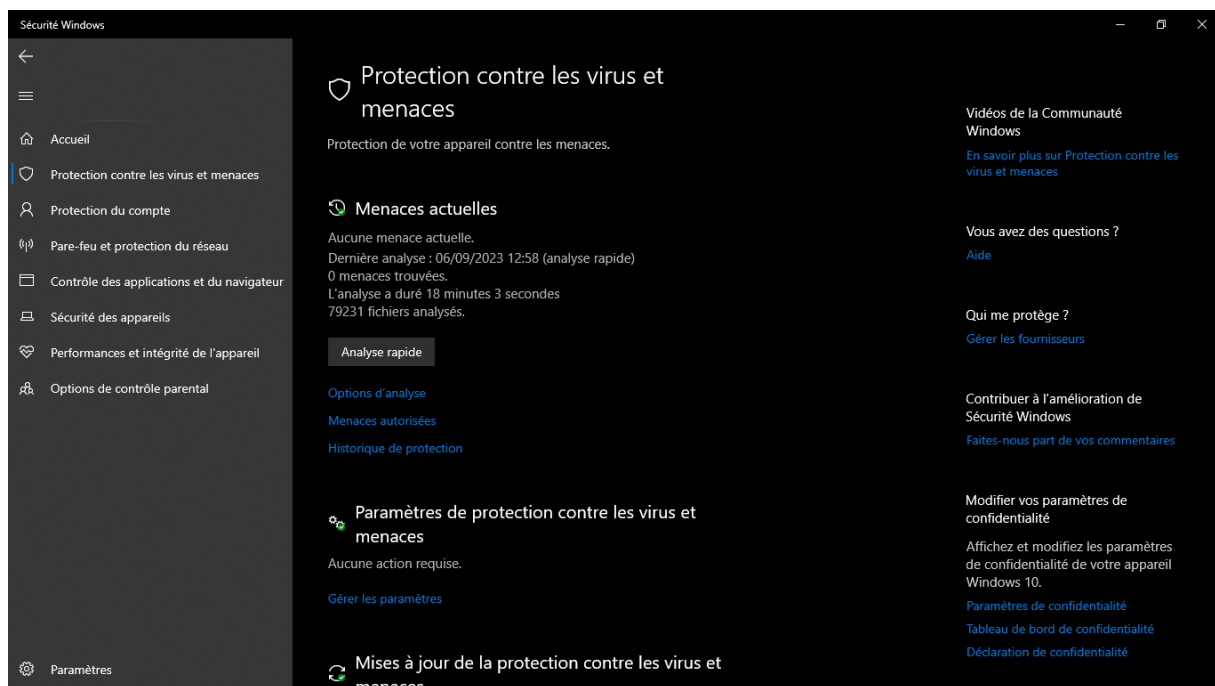 Sécurité Windows
Accueil
Protection contre les virus et menaces
Protection du compte
Pare-feu et protection du réseau
Contrôle des applications et du navigateur
Sécurité des appareils
Performances et intégrité de l'appareil
Options de contrôle parental
Paramètres
Protection contre les virus et
menaces
Protection de votre appareil contre les menaces.
Menaces actuelles
Aucune menace actuelle.
Dernière analyse : 06/09/2023 12:58 (analyse rapide)
0 menaces trouvées.
L'analyse a duré 18 minutes 3 secondes
79231 fichiers analysés.
Analyse rapide
Options d'analyse
Menaces autorisées
Historique de protection
Paramètres de protection contre les virus et
menaces
Aucune action requise.
Gérer les paramètres
Mises à jour de la protection contre les virus et
menaces
Vidéos de la Communauté
Windows
En savoir plus sur Protection contre les
virus et menaces
Vous avez des questions ?
Aide
Qui me protège ?
Gérer les fournisseurs
Contribuer à l'amélioration de
Sécurité Windows
Faites-nous part de vos commentaires
Modifier vos paramètres de
confidentialité
Affichez et modifiez les paramètres
de confidentialité de votre appareil
Windows 10.
Paramètres de confidentialité
Tableau de bord de confidentialité
Déclaration de confidentialité